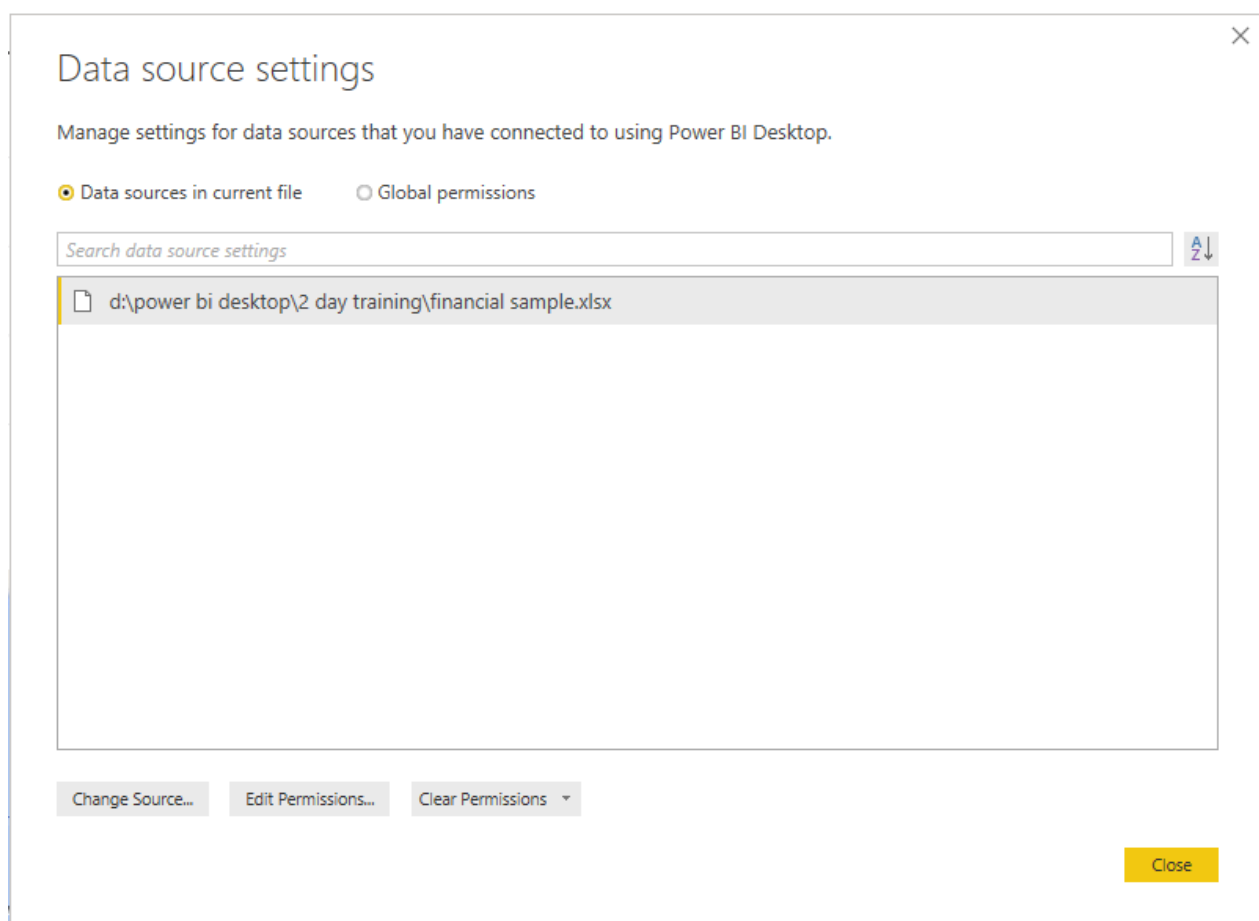 Data source settings
Manage settings for data sources that you have connected to using Power BI Desktop.
Data sources in current file Global permissions
Search data source settings
A
Z
d:\power bi desktop\2 day training\financial sample.xlsx
Change Source... Edit Permissions... Clear Permissions
Close